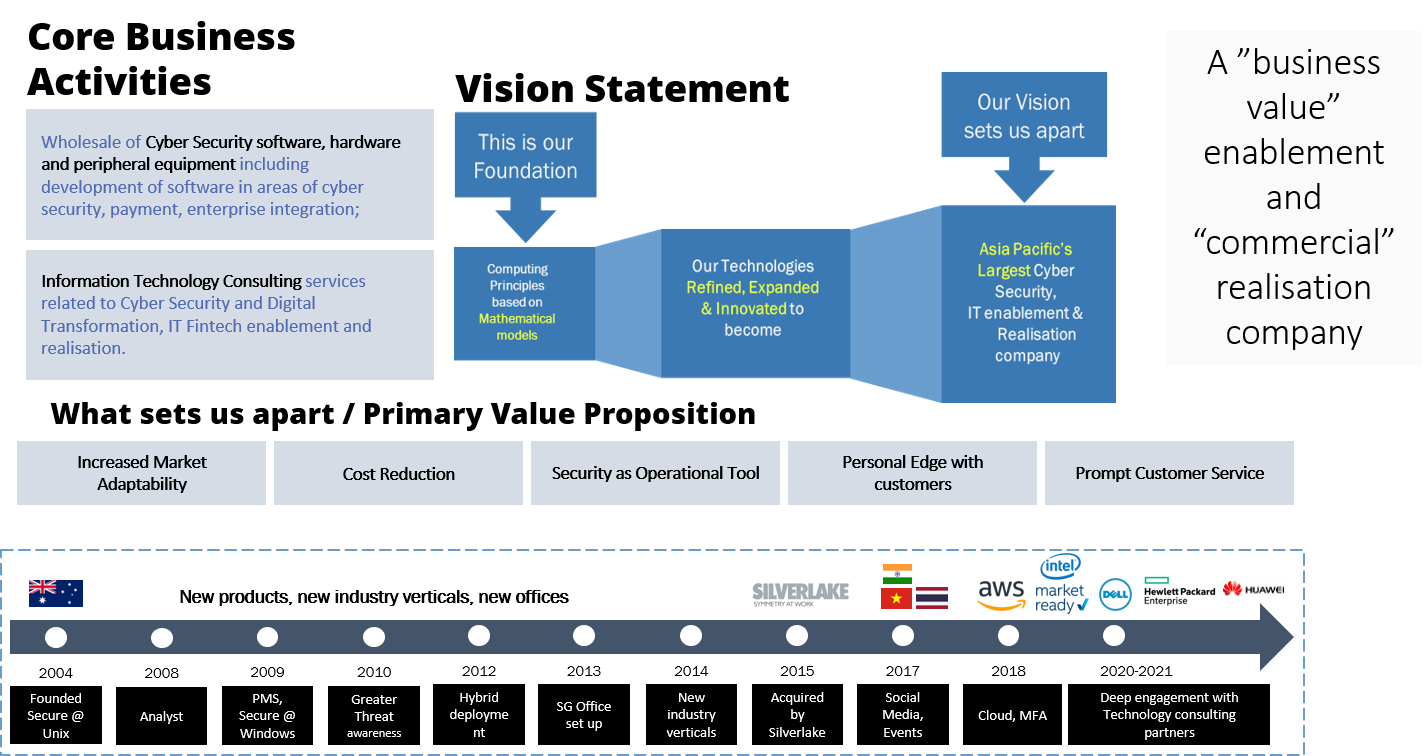 Core Business
Activities
Wholesale of Cyber Security software, hardware
and peripheral equipment including
development of software in areas of cyber
security, payment, enterprise integration;
Information Technology Consulting services
related to Cyber Security and Digital
Transformation, IT Fintech enablement and
realisation.
Vision Statement
This is our
Foundation
Computing
Principles
based on
Mathematical
models
Our Technologies
Refined, Expanded
& Innovated to
become
Our Vision
sets us apart
Asia Pacific's
Largest Cyber
Security,
IT enablement &
Realisation
company
A ”business
value”
enablement
and
“commercial”
realisation
company
What sets us apart / Primary Value Proposition
Increased Market
Adaptability
Cost Reduction
Security as Operational Tool
Personal Edge with
customers
Prompt Customer Service
New products, new industry verticals, new offices
SILVERLAKE
SYMMETRY AT WORK
aws
intel
market
ready
DELL
Hewlett Packard
Enterprise
HUAWEI
2004
Founded
Secure @
Unix
2008
Analyst
2009
PMS,
Secure @
Windows
2010
Greater
Threat
awareness
2012
Hybrid
deployme
nt
2013
SG Office
set up
2014
New
industry
verticals
2015
Acquired
by
Silverlake
2017
Social
Media,
Events
2018
Cloud, MFA
2020-2021
Deep engagement with
Technology consulting
partners